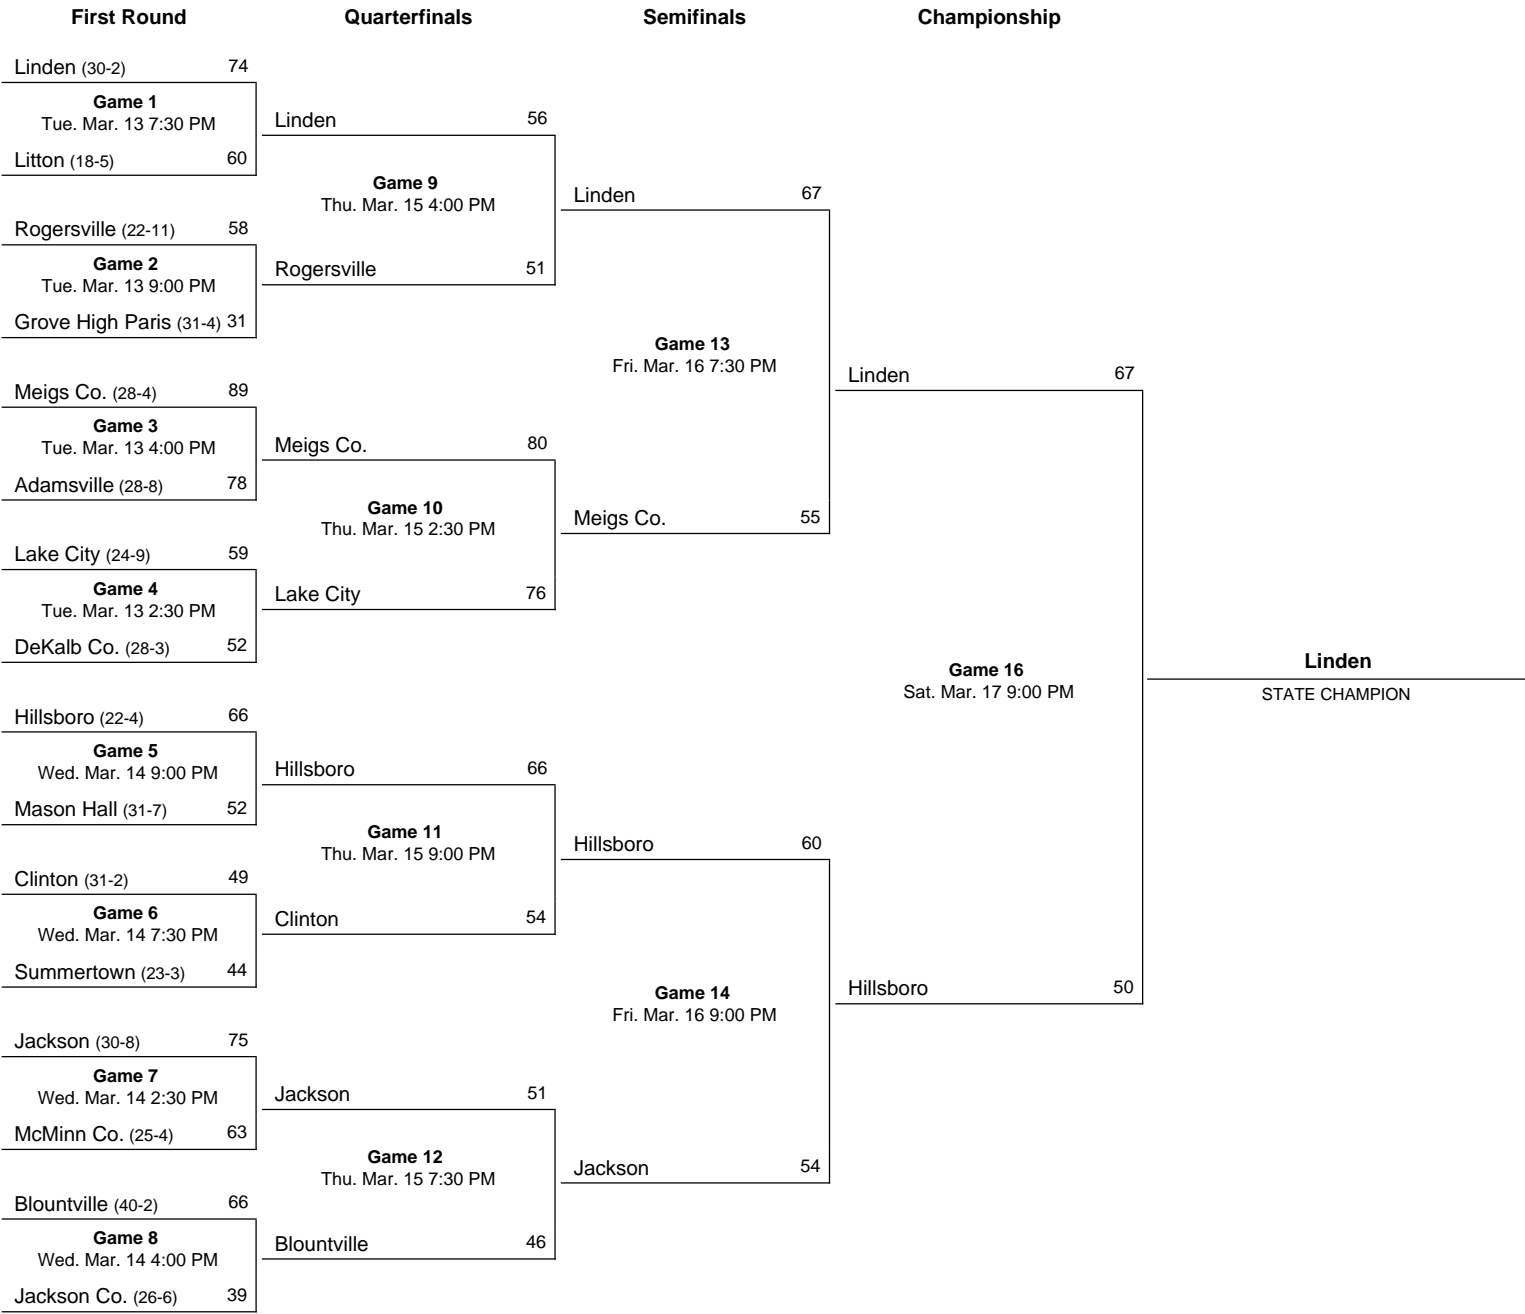 First Round
Quarterfinals
Semifinals
Championship
Linden (30-2) 74
Game 1
Tue. Mar. 13 7:30 PM
Litton (18-5) 60
Rogersville (22-11) 58
Game 2
Tue. Mar. 13 9:00 PM
Grove High Paris (31-4) 31
Meigs Co. (28-4) 89
Game 3
Tue. Mar. 13 4:00 PM
Adamsville (28-8) 78
Lake City (24-9) 59
Game 4
Tue. Mar. 13 2:30 PM
DeKalb Co. (28-3) 52
Hillsboro (22-4) 66
Game 5
Wed. Mar. 14 9:00 PM
Mason Hall (31-7) 52
Clinton (31-2) 49
Game 6
Wed. Mar. 14 7:30 PM
Summertown (23-3) 44
Jackson (30-8) 75
Game 7
Wed. Mar. 14 2:30 PM
McMinn Co. (25-4) 63
Blountville (40-2) 66
Game 8
Wed. Mar. 14 4:00 PM
Jackson Co. (26-6) 39
Linden 56
Game 9
Thu. Mar. 15 4:00 PM
Rogersville 51
Meigs Co. 80
Game 10
Thu. Mar. 15 2:30 PM
Lake City 76
Hillsboro 66
Game 11
Thu. Mar. 15 9:00 PM
Clinton 54
Jackson 51
Game 12
Thu. Mar. 15 7:30 PM
Blountville 46
Linden 67
Game 13
Fri. Mar. 16 7:30 PM
Meigs Co. 55
Hillsboro 60
Game 14
Fri. Mar. 16 9:00 PM
Jackson 54
Linden 67
Game 16
Sat. Mar. 17 9:00 PM
Hillsboro 50
Linden
STATE CHAMPION